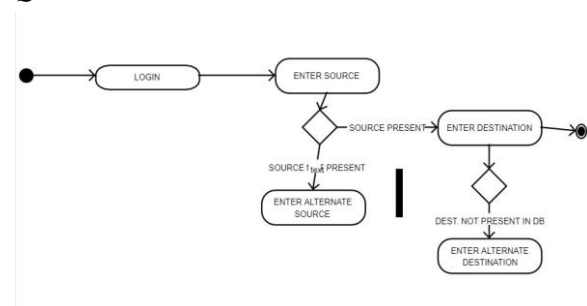 LOGIN
ENTER SOURCE
SOURCE PRESENT
ENTER DESTINATION
SOURCE
text
PRESENT
ENTER ALTERNATE
SOURCE
DEST. NOT PRESENT IN DB
ENTER ALTERNATE
DESTINATION